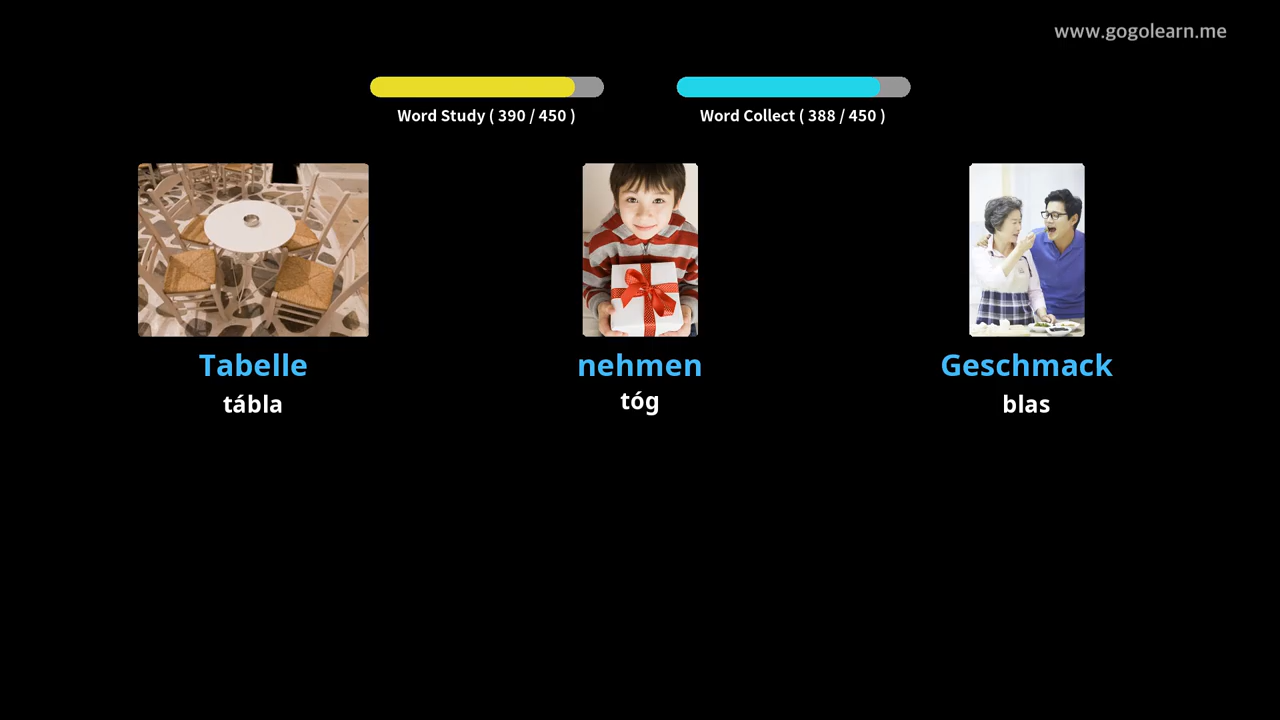 www.gogolearn.me
Word Study ( 390 / 450 )
Word Collect ( 388 / 450 )
Tabelle
tábla
nehmen
tóg
Geschmack
blas